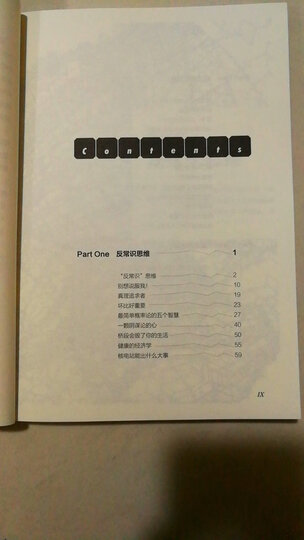 Contents
Part One 反常识思维 1
“反常识”思维 2
别想说服我！ 10
真理追求者 19
坏比好重要 23
最简单概率论的五个智慧 27
一颗阴谋论的心 40
桥段会毁了你的生活 50
健康的经济学 55
核电站能出什么大事 59
IX